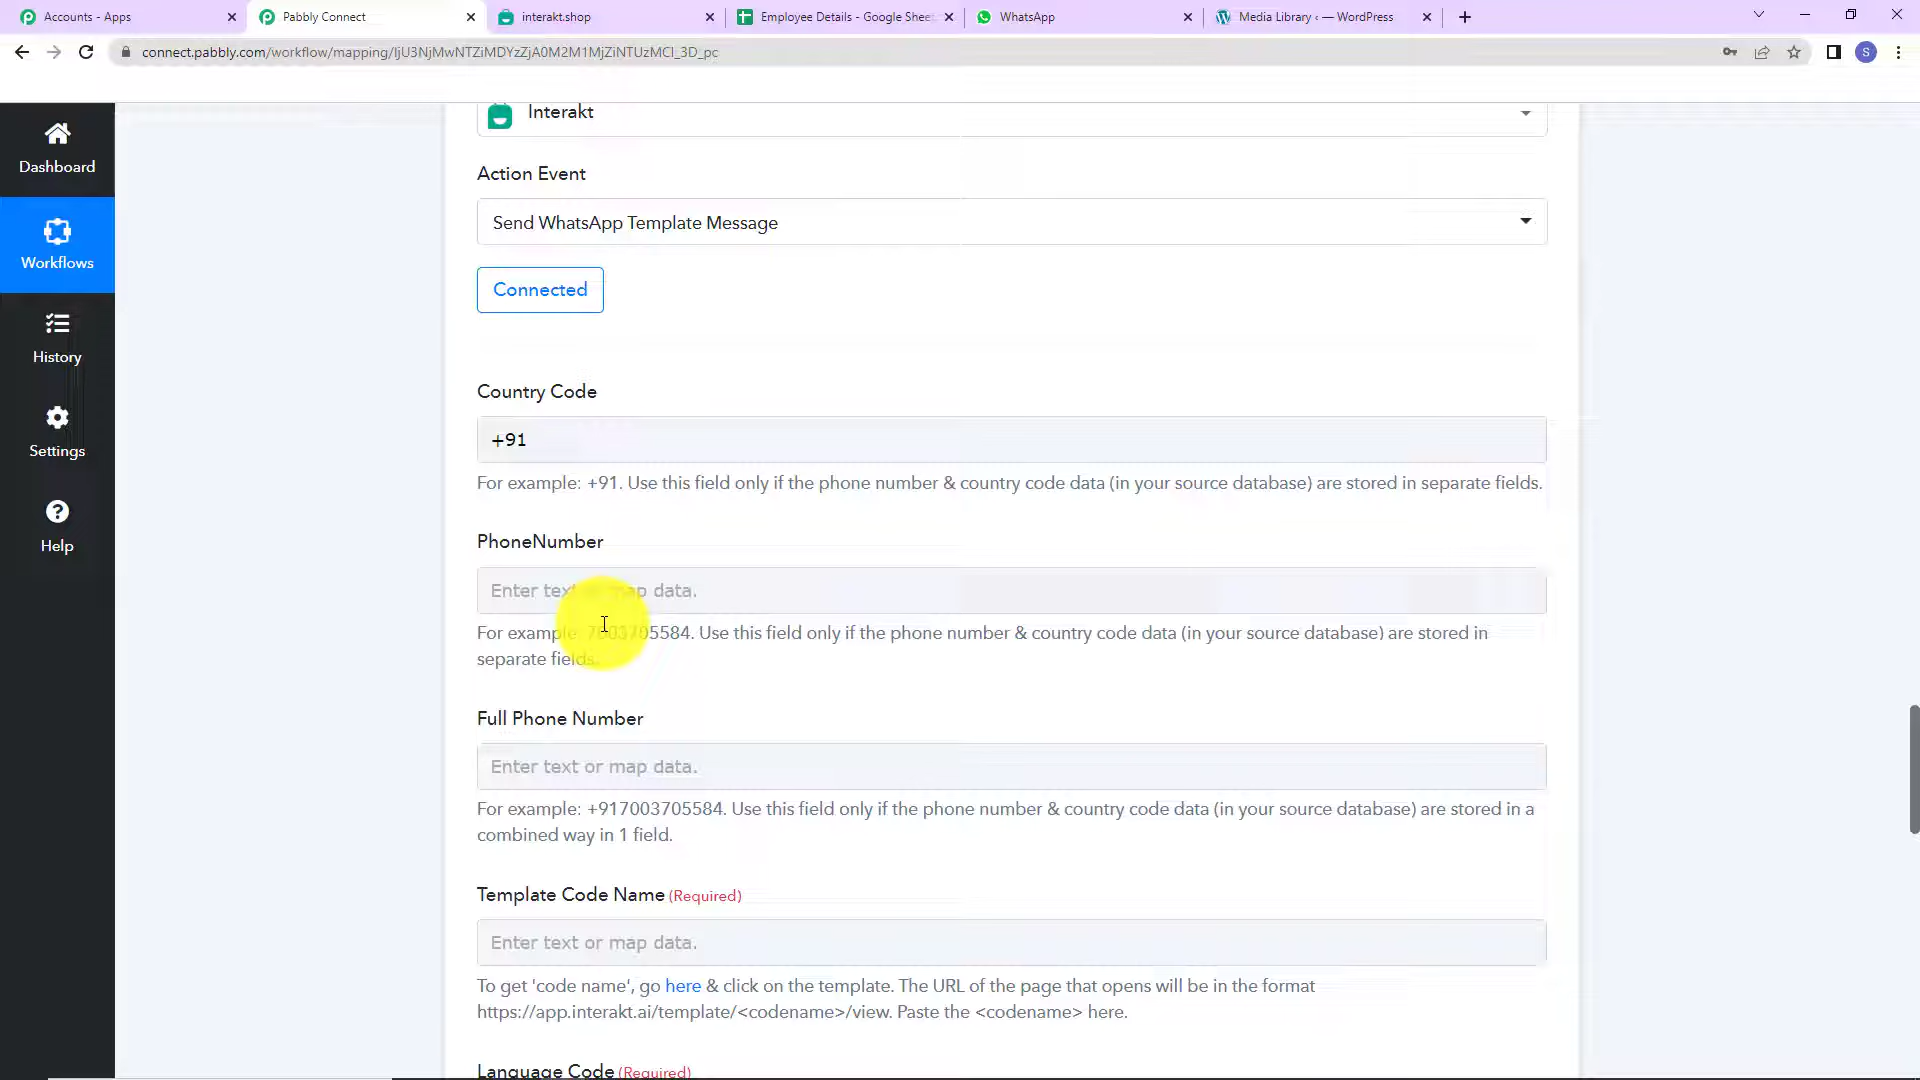 Accounts - Apps
Pabbly Connect
interakt.shop
Employee Details - Google Sheet
WhatsApp
Media Library ‹ — WordPress
connect.pabbly.com/workflow/mapping/IjU3NjMwNTZiMDYzZjA0M2M1MjZiNTUzMCI_3D_pc
S
Dashboard
Workflows
History
Settings
Help
Interakt
Action Event
Send WhatsApp Template Message
Connected
Country Code
+91
For example: +91. Use this field only if the phone number & country code data (in your source database) are stored in separate fields.
PhoneNumber
Enter text or map data.
For example: 7003705584. Use this field only if the phone number & country code data (in your source database) are stored in
separate fields.
Full Phone Number
Enter text or map data.
For example: +917003705584. Use this field only if the phone number & country code data (in your source database) are stored in a
combined way in 1 field.
Template Code Name (Required)
Enter text or map data.
To get 'code name', go here & click on the template. The URL of the page that opens will be in the format
https://app.interakt.ai/template/<codename>/view. Paste the <codename> here.
Language Code (Required)